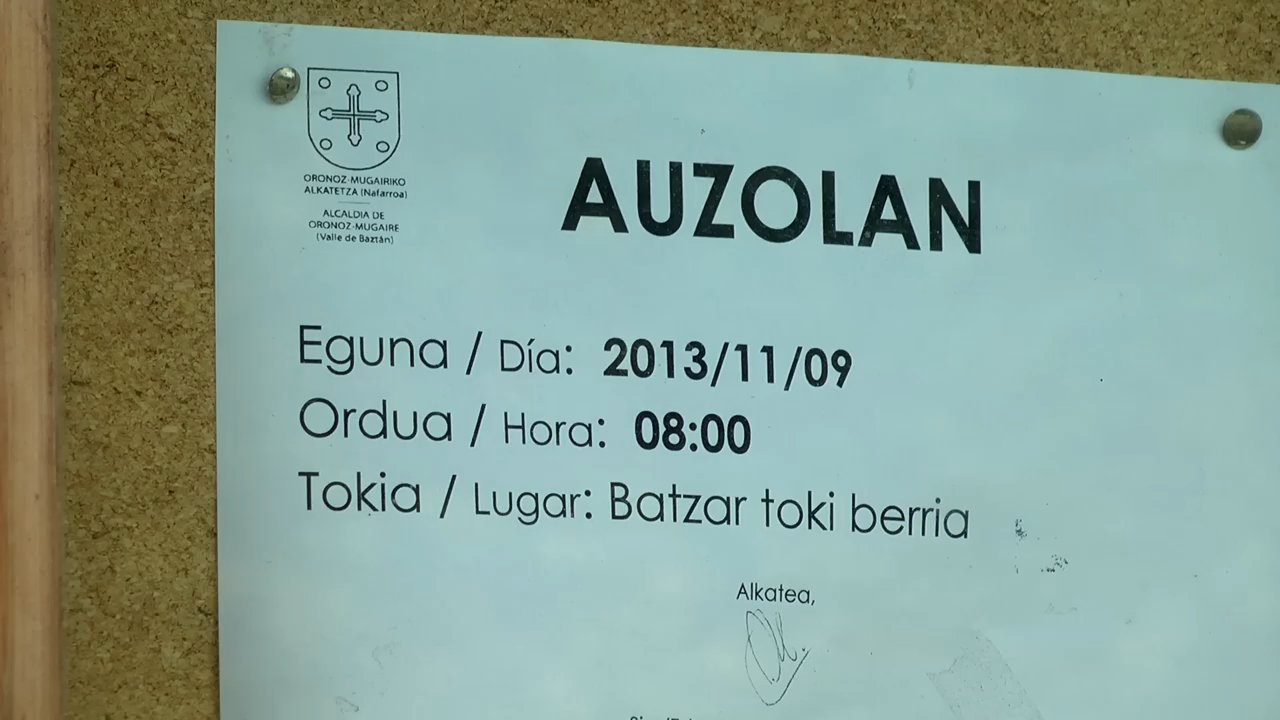 ORONOZ-MUGAIRIKO
ALKATETZA (Nafarroa)
ALCALDIA DE
ORONOZ-MUGAIRE
(Valle de Baztán)
AUZOLAN
Eguna / Día: 2013/11/09
Ordua / Hora: 08:00
Tokia / Lugar: Batzar toki berria
Alkatea,